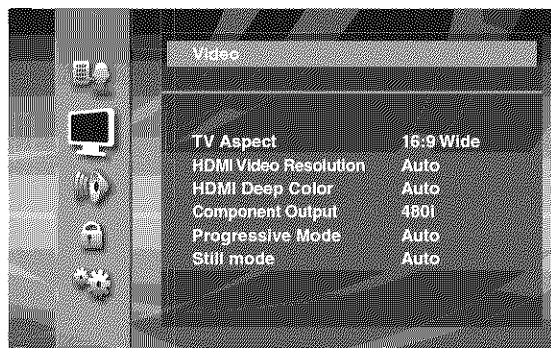 Video
TV Aspect 16:9 Wide
HDMI Video Resolution Auto
HDMI Deep Color Auto
Component Output 480i
Progressive Mode Auto
Still mode Auto